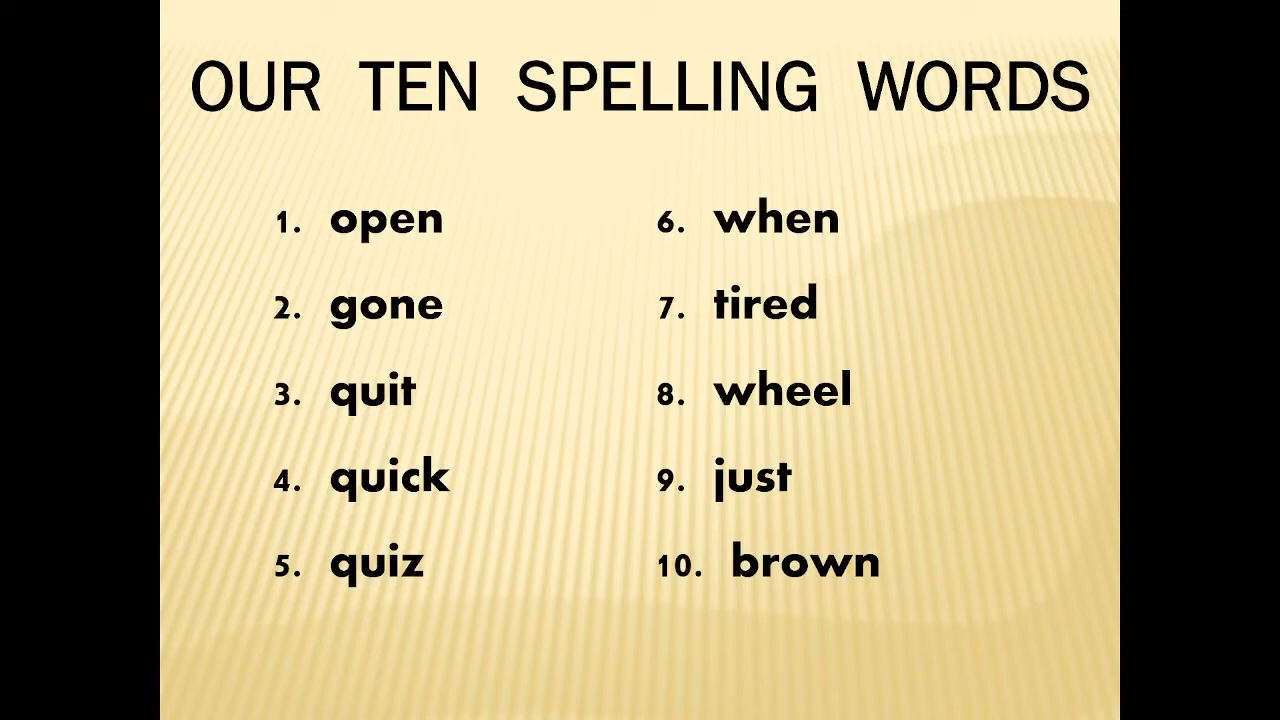 OUR TEN SPELLING WORDS
1. open
2. gone
3. quit
4. quick
5. quiz
6. when
7. tired
8. wheel
9. just
10. brown